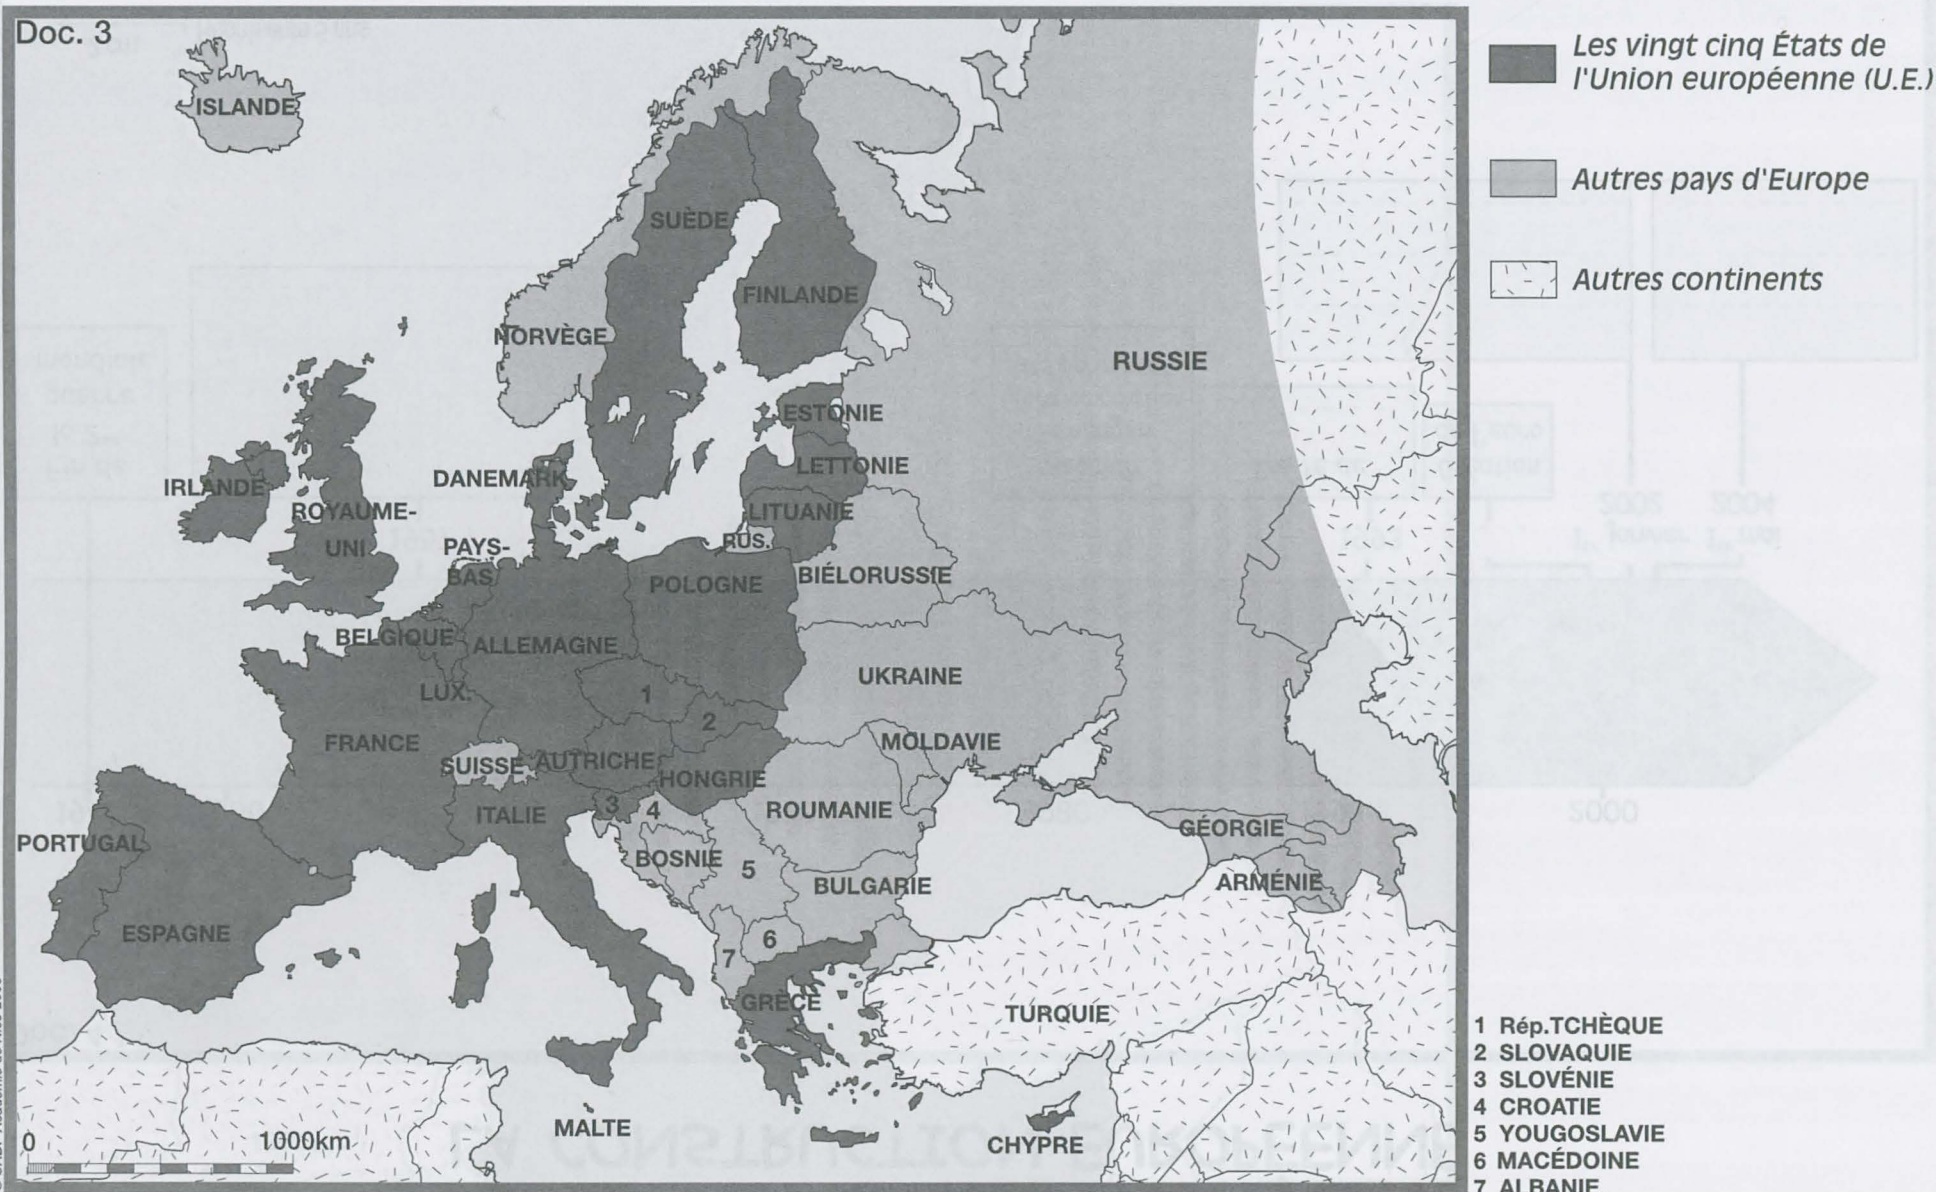 Doc. 3
Les vingt cinq États de
l'Union européenne (U.E.)
Autres pays d'Europe
Autres continents
ISLANDE
SUÈDE
FINLANDE
NORVÈGE
RUSSIE
ESTONIE
LETTONIE
DANEMARK
IRLANDE
ROYAUME-
UNI
LITUANIE
RUS.
PAYS-
BAS
POLOGNE
BIÉLORUSSIE
BELGIQUE
ALLEMAGNE
UKRAINE
LUX.
1
2
FRANCE
MOLDAVIE
SUISSE
AUTRICHE
HONGRIE
3
4
ITALIE
ROUMANIE
GÉORGIE
PORTUGAL
BOSNIE
5
BULGARIE
ARMÉNIE
ESPAGNE
6
7
GRÈCE
TURQUIE
MALTE
CHYPRE
0 1000km
1 Rép.TCHÈQUE
2 SLOVAQUIE
3 SLOVÉNIE
4 CROATIE
5 YOUGOSLAVIE
6 MACÉDOINE
7 ALBANIE